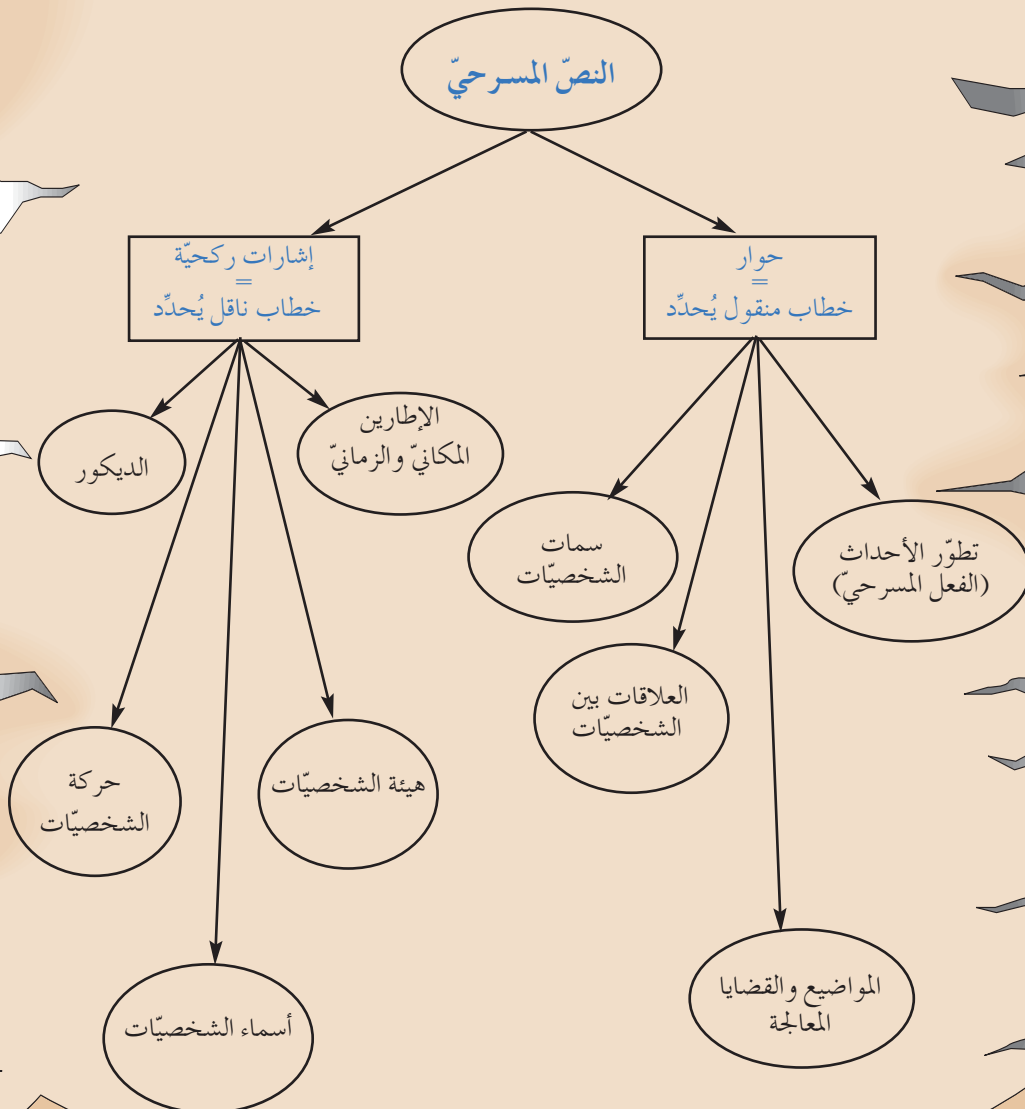 النصّ المسرحيّ
حوار
=
خطاب منقول يُحدِّد
إشارات ركحيّة
=
خطاب ناقل يُحدِّد
تطوّر الأحداث
(الفعل المسرحيّ)
سمات
الشخصيّات
العلاقات بين
الشخصيّات
المواضيع والقضايا
المعالجة
الإطارين
المكانيّ والزمانيّ
الديكور
هيئة الشخصيّات
حركة
الشخصيّات
أسماء الشخصيّات